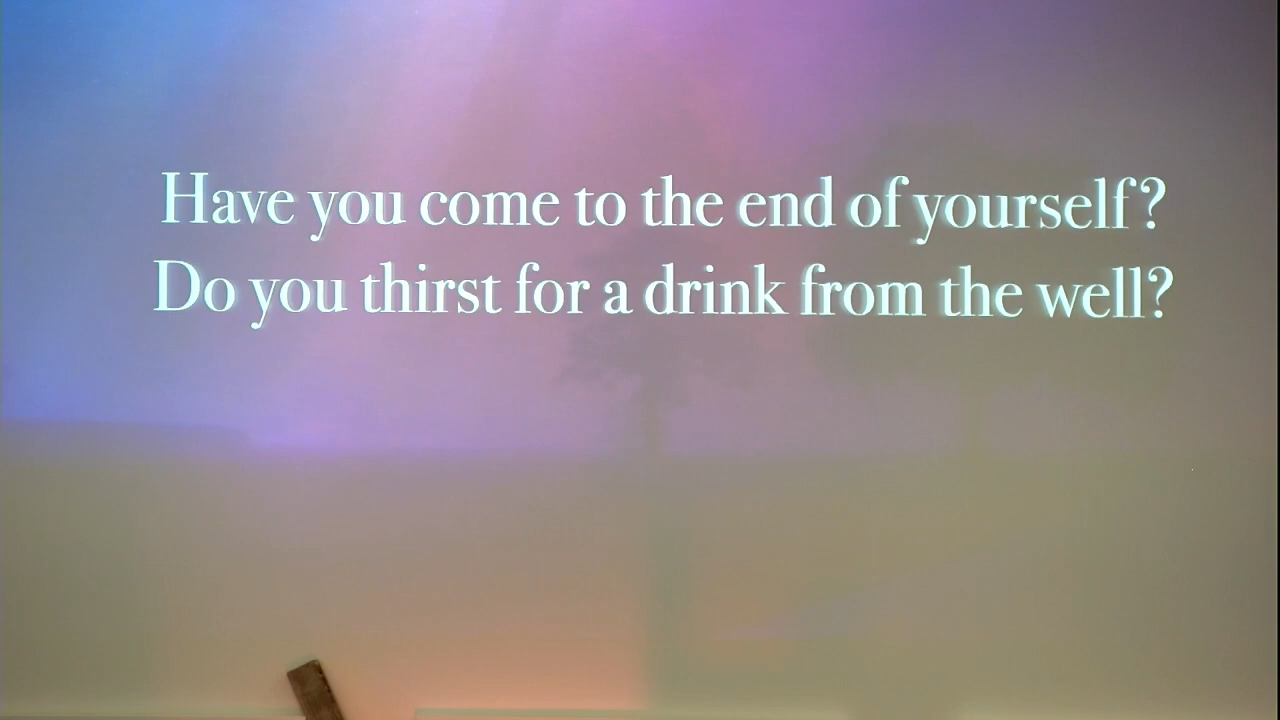 Have you come to the end of yourself?
Do you thirst for a drink from the well?